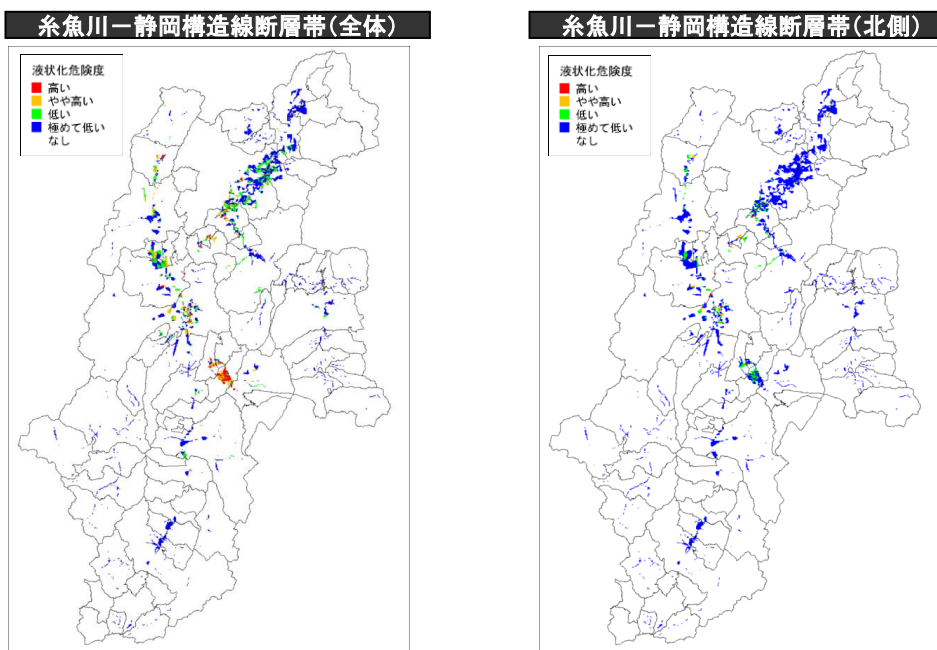 糸魚川－静岡構造線断層帯（全体）
液状化危険度
高い
やや高い
低い
極めて低い
なし
糸魚川－静岡構造線断層帯（北側）
液状化危険度
高い
やや高い
低い
極めて低い
なし